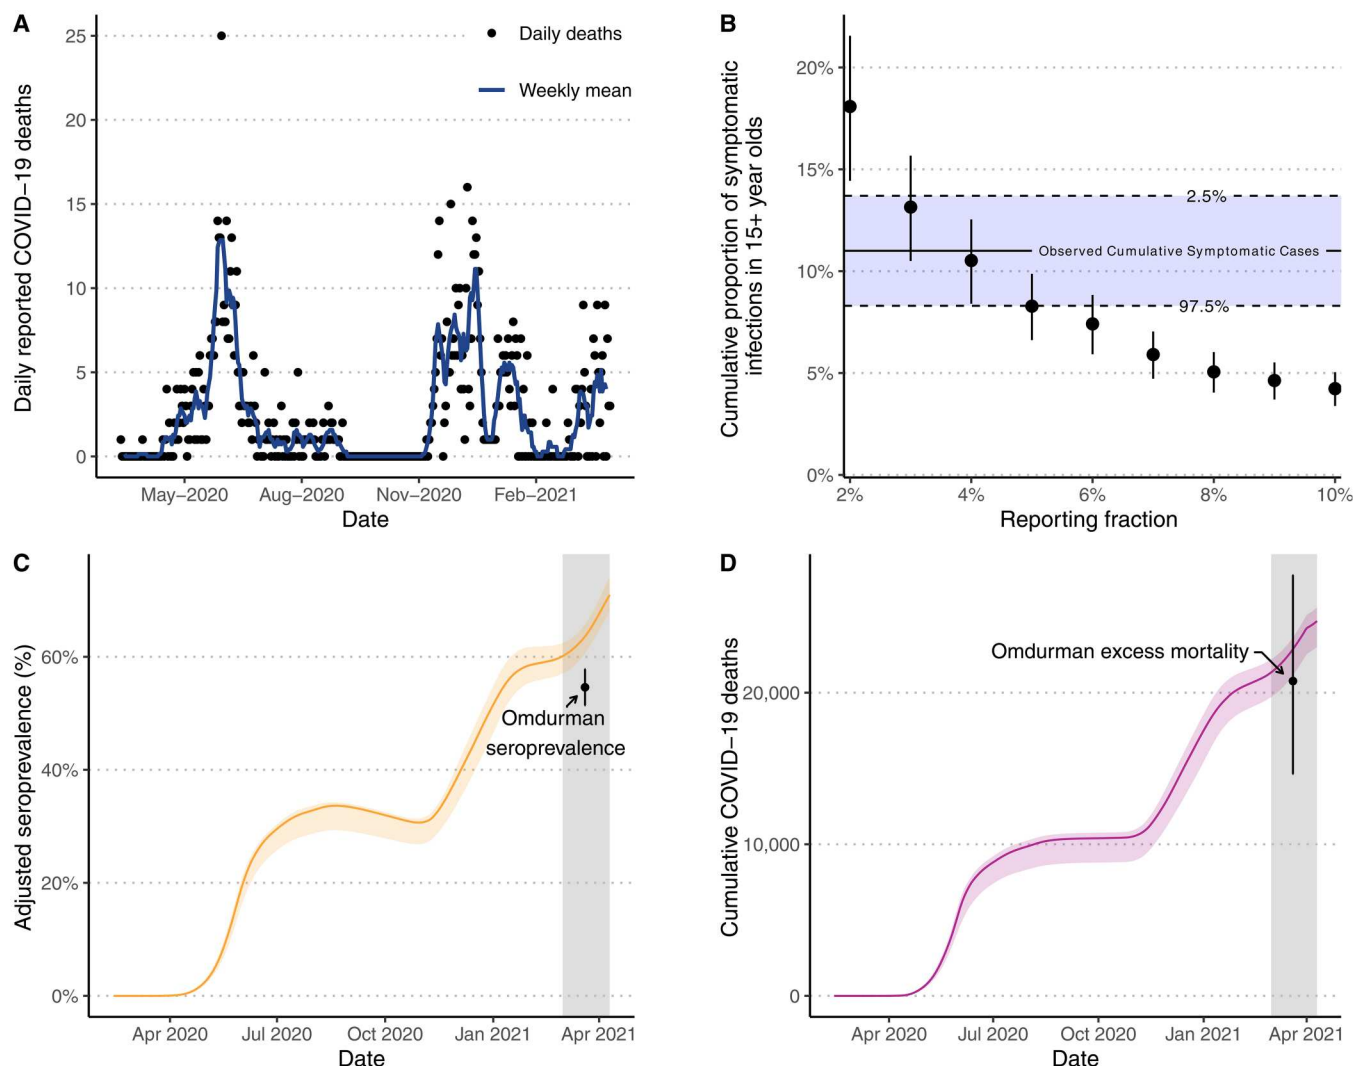 A
Daily reported COVID−19 deaths
25
20
15
10
5
0
Daily deaths
Weekly mean
May−2020
Aug−2020
Nov−2020
Feb−2021
Date
B
Cumulative proportion of symptomatic
infections in 15+ year olds
20%
15%
10%
5%
0%
2.5%
Observed Cumulative Symptomatic Cases
97.5%
2%
4%
6%
8%
10%
Reporting fraction
C
Adjusted seroprevalence (%)
60%
40%
20%
0%
Omdurman
seroprevalence
Apr 2020
Jul 2020
Oct 2020
Jan 2021
Apr 2021
Date
D
Cumulative COVID−19 deaths
20,000
10,000
0
Omdurman excess mortality
Apr 2020
Jul 2020
Oct 2020
Jan 2021
Apr 2021
Date